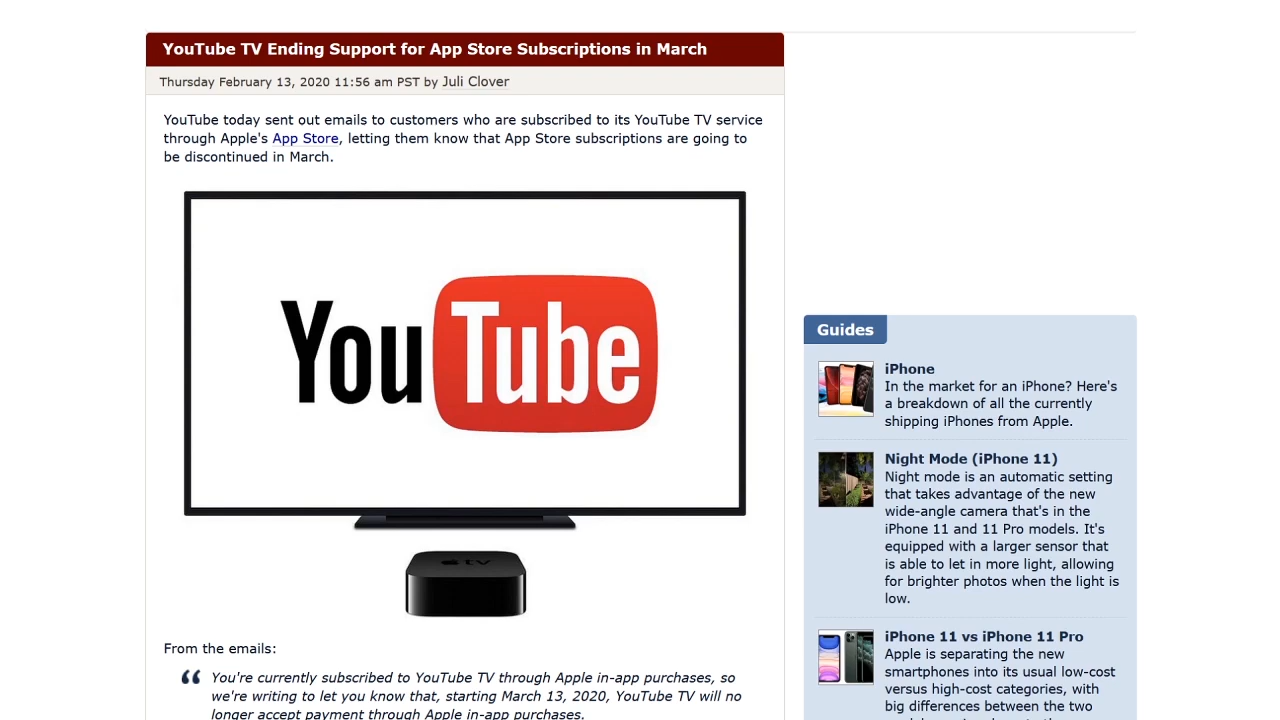 YouTube TV Ending Support for App Store Subscriptions in March
Thursday February 13, 2020 11:56 am PST by Juli Clover
YouTube today sent out emails to customers who are subscribed to its YouTube TV service
through Apple's App Store, letting them know that App Store subscriptions are going to
be discontinued in March.
YouTube
tv
From the emails:
You're currently subscribed to YouTube TV through Apple in-app purchases, so
we're writing to let you know that, starting March 13, 2020, YouTube TV will no
longer accept payment through Apple in-app purchases.
Guides
iPhone
In the market for an iPhone? Here's
a breakdown of all the currently
shipping iPhones from Apple.
Night Mode (iPhone 11)
Night mode is an automatic setting
that takes advantage of the new
wide-angle camera that's in the
iPhone 11 and 11 Pro models. It's
equipped with a larger sensor that
is able to let in more light, allowing
for brighter photos when the light is
low.
iPhone 11 vs iPhone 11 Pro
Apple is separating the new
smartphones into its usual low-cost
versus high-cost categories, with
big differences between the two